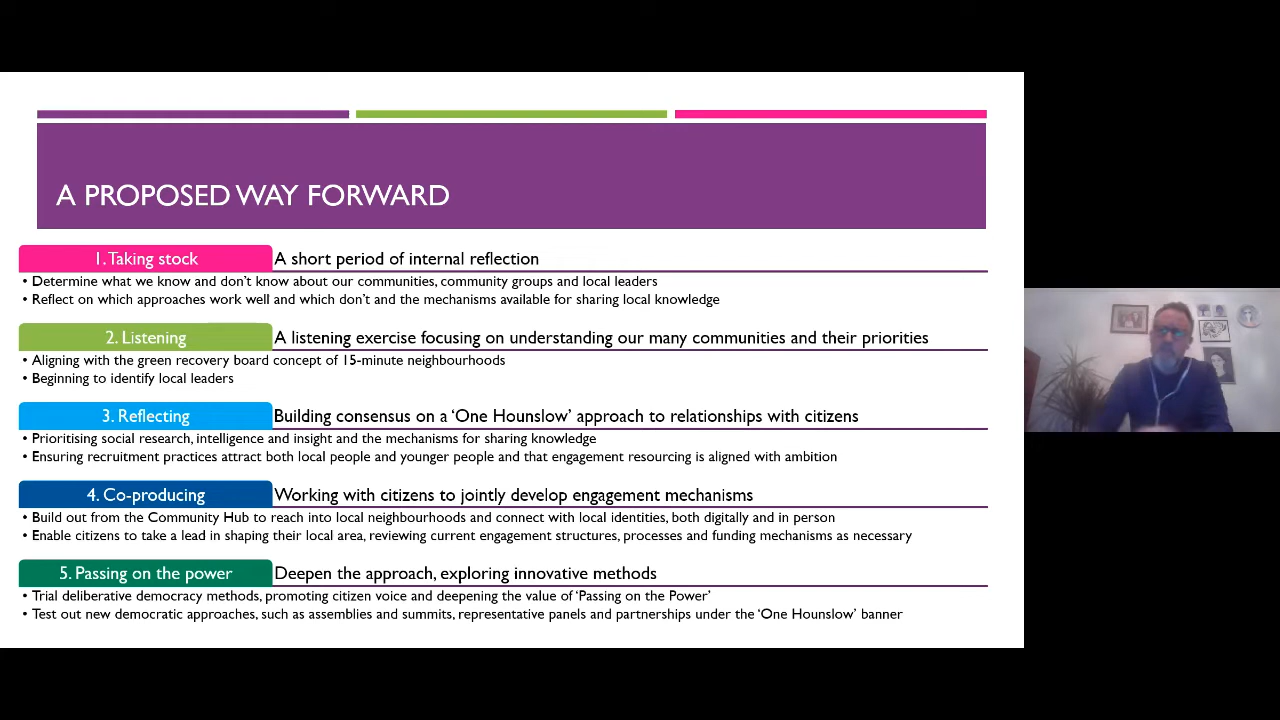 A PROPOSED WAY FORWARD
1. Taking stock A short period of internal reflection
• Determine what we know and don't know about our communities, community groups and local leaders
• Reflect on which approaches work well and which don't and the mechanisms available for sharing local knowledge
2. Listening A listening exercise focusing on understanding our many communities and their priorities
• Aligning with the green recovery board concept of 15-minute neighbourhoods
• Beginning to identify local leaders
3. Reflecting Building consensus on a ‘One Hounslow’ approach to relationships with citizens
• Prioritising social research, intelligence and insight and the mechanisms for sharing knowledge
• Ensuring recruitment practices attract both local people and younger people and that engagement resourcing is aligned with ambition
4. Co-producing Working with citizens to jointly develop engagement mechanisms
• Build out from the Community Hub to reach into local neighbourhoods and connect with local identities, both digitally and in person
• Enable citizens to take a lead in shaping their local area, reviewing current engagement structures, processes and funding mechanisms as necessary
5. Passing on the power Deepen the approach, exploring innovative methods
• Trial deliberative democracy methods, promoting citizen voice and deepening the value of ‘Passing on the Power’
• Test out new democratic approaches, such as assemblies and summits, representative panels and partnerships under the ‘One Hounslow’ banner